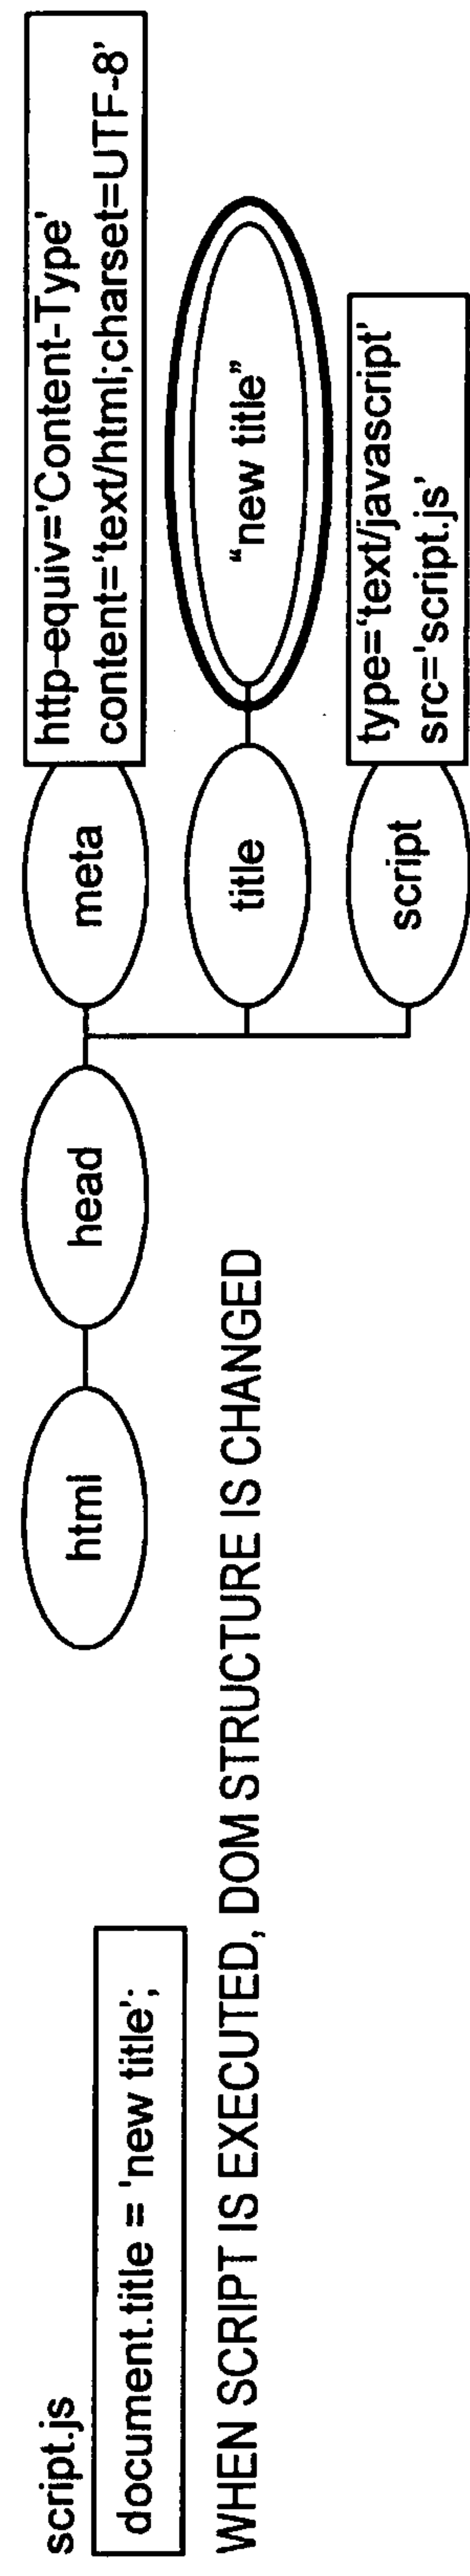 script.js
document.title = 'new title';
WHEN SCRIPT IS EXECUTED, DOM STRUCTURE IS CHANGED
html
head
meta
http-equiv='Content-Type'
content='text/html;charset=UTF-8'
title
“new title”
script
type='text/javascript'
src='script.js'